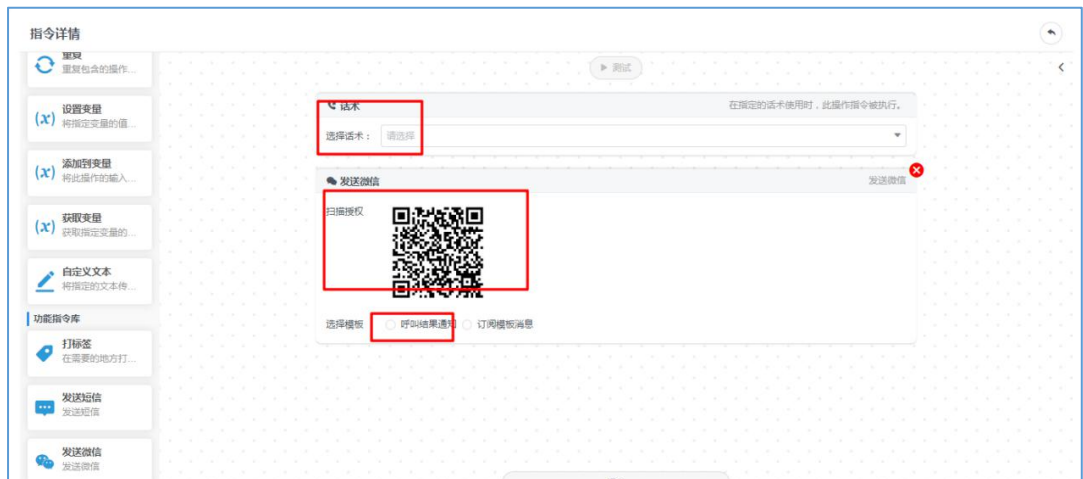 指令详情
重复
重复包含的操作...
(x) 设置变量
将指定变量的值...
(x) 添加到变量
将此操作的输入...
(x) 获取变量
获取指定变量的...
自定义文本
将指定的文本传...
功能指令库
打标签
在需要的地方打...
发送短信
发送短信
发送微信
发送微信
测试
话术
在指定的话术使用时，此操作指令被执行。
选择话术：
请选择
发送微信
发送微信
扫描授权
选择模板
呼叫结果通知
订阅模板消息